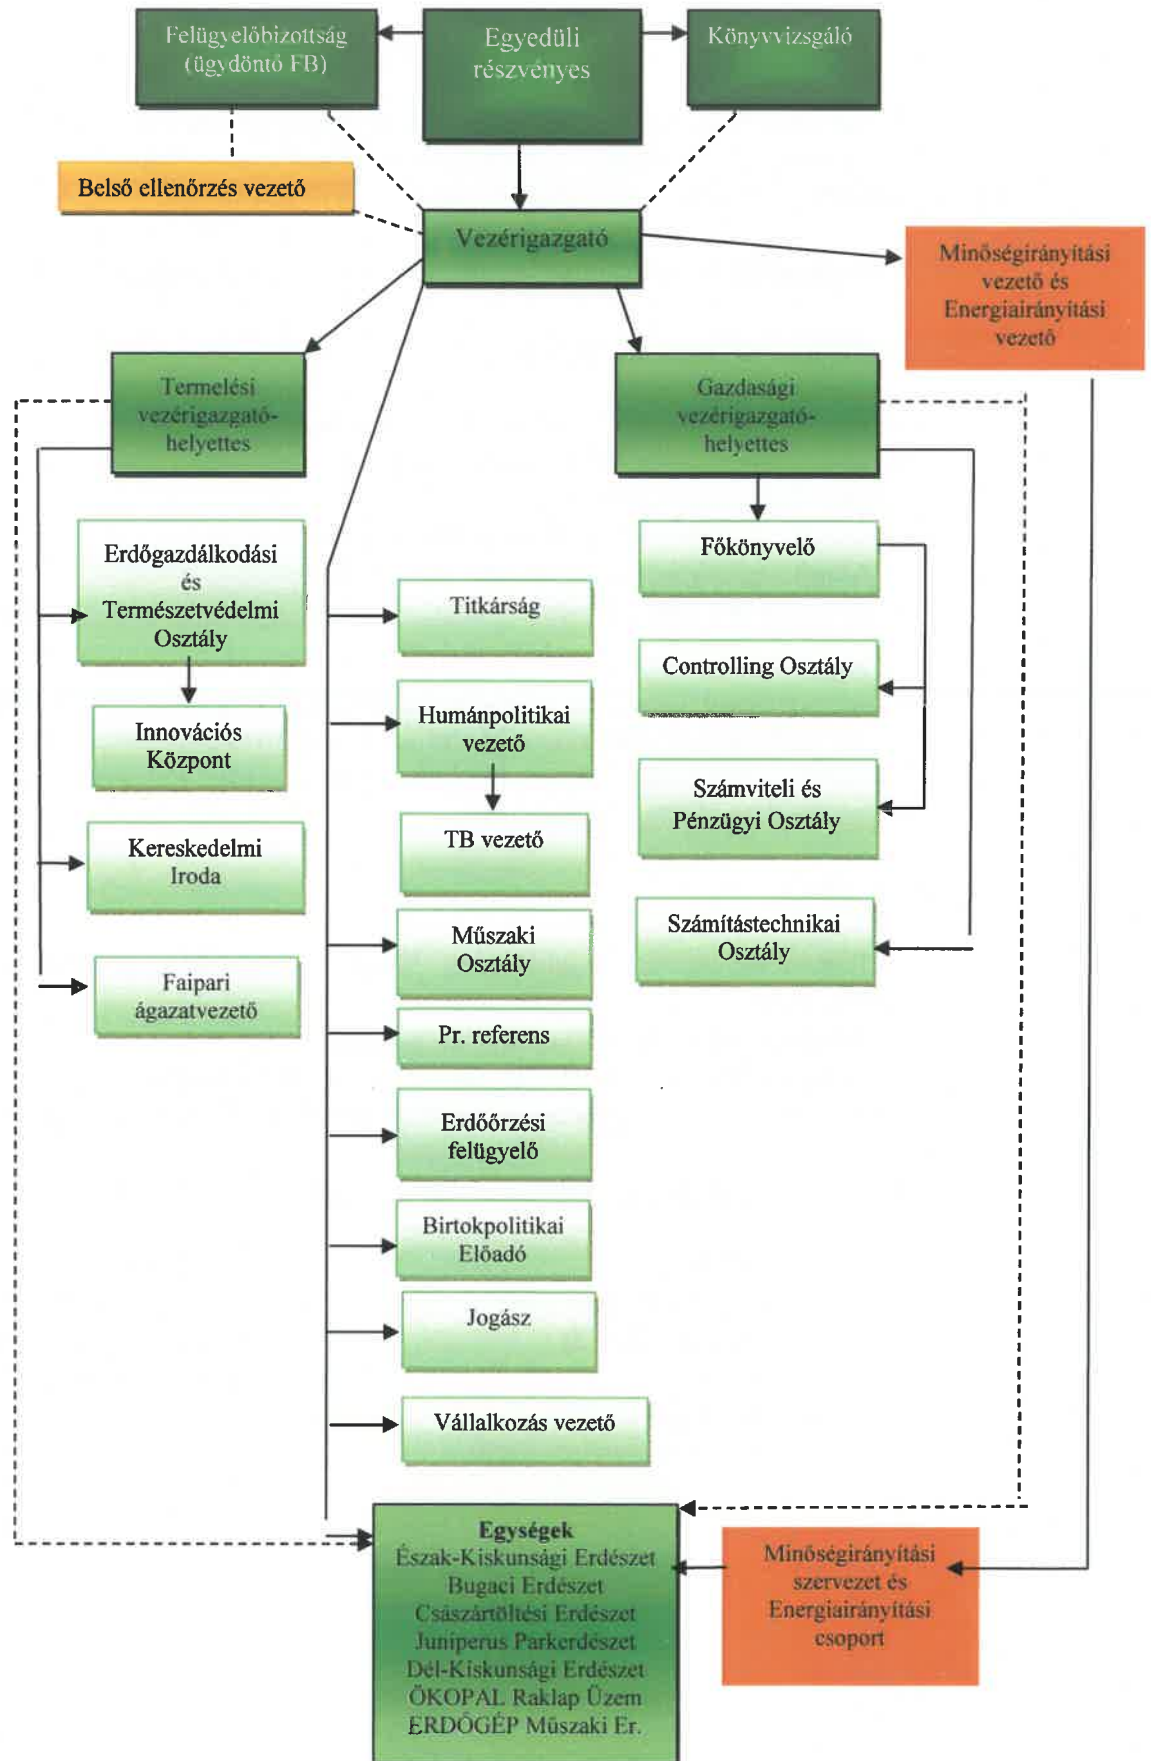 Felügyelőbizottság
(ügydöntő FB)
Egyedüli
részvényes
Könyvvizsgáló
Belső ellenőrzés vezető
Vezérigazgató
Minőségirányítási
vezető és
Energiairányítási
vezető
Termelési
vezérigazgató-
helyettes
Gazdasági
vezérigazgató-
helyettes
Erdőgazdálkodási
és
Természetvédelmi
Osztály
Innovációs
Központ
Kereskedelmi
Iroda
Faipari
ágazatvezető
Titkárság
Humánpolitikai
vezető
TB vezető
Műszaki
Osztály
Pr. referens
Erdőőrzési
felügyelő
Birtokpolitikai
Előadó
Jogász
Vállalkozás vezető
Főkönyvelő
Controlling Osztály
Számviteli és
Pénzügyi Osztály
Számítástechnikai
Osztály
Egységek
Észak-Kiskunsági Erdészet
Bugaci Erdészet
Császártöltési Erdészet
Juniperus Parkerdészet
Dél-Kiskunsági Erdészet
ÖKOPAL Raklap Üzem
ERDŐGÉP Műszaki Er.
Minőségirányítási
szervezet és
Energiairányítási
csoport